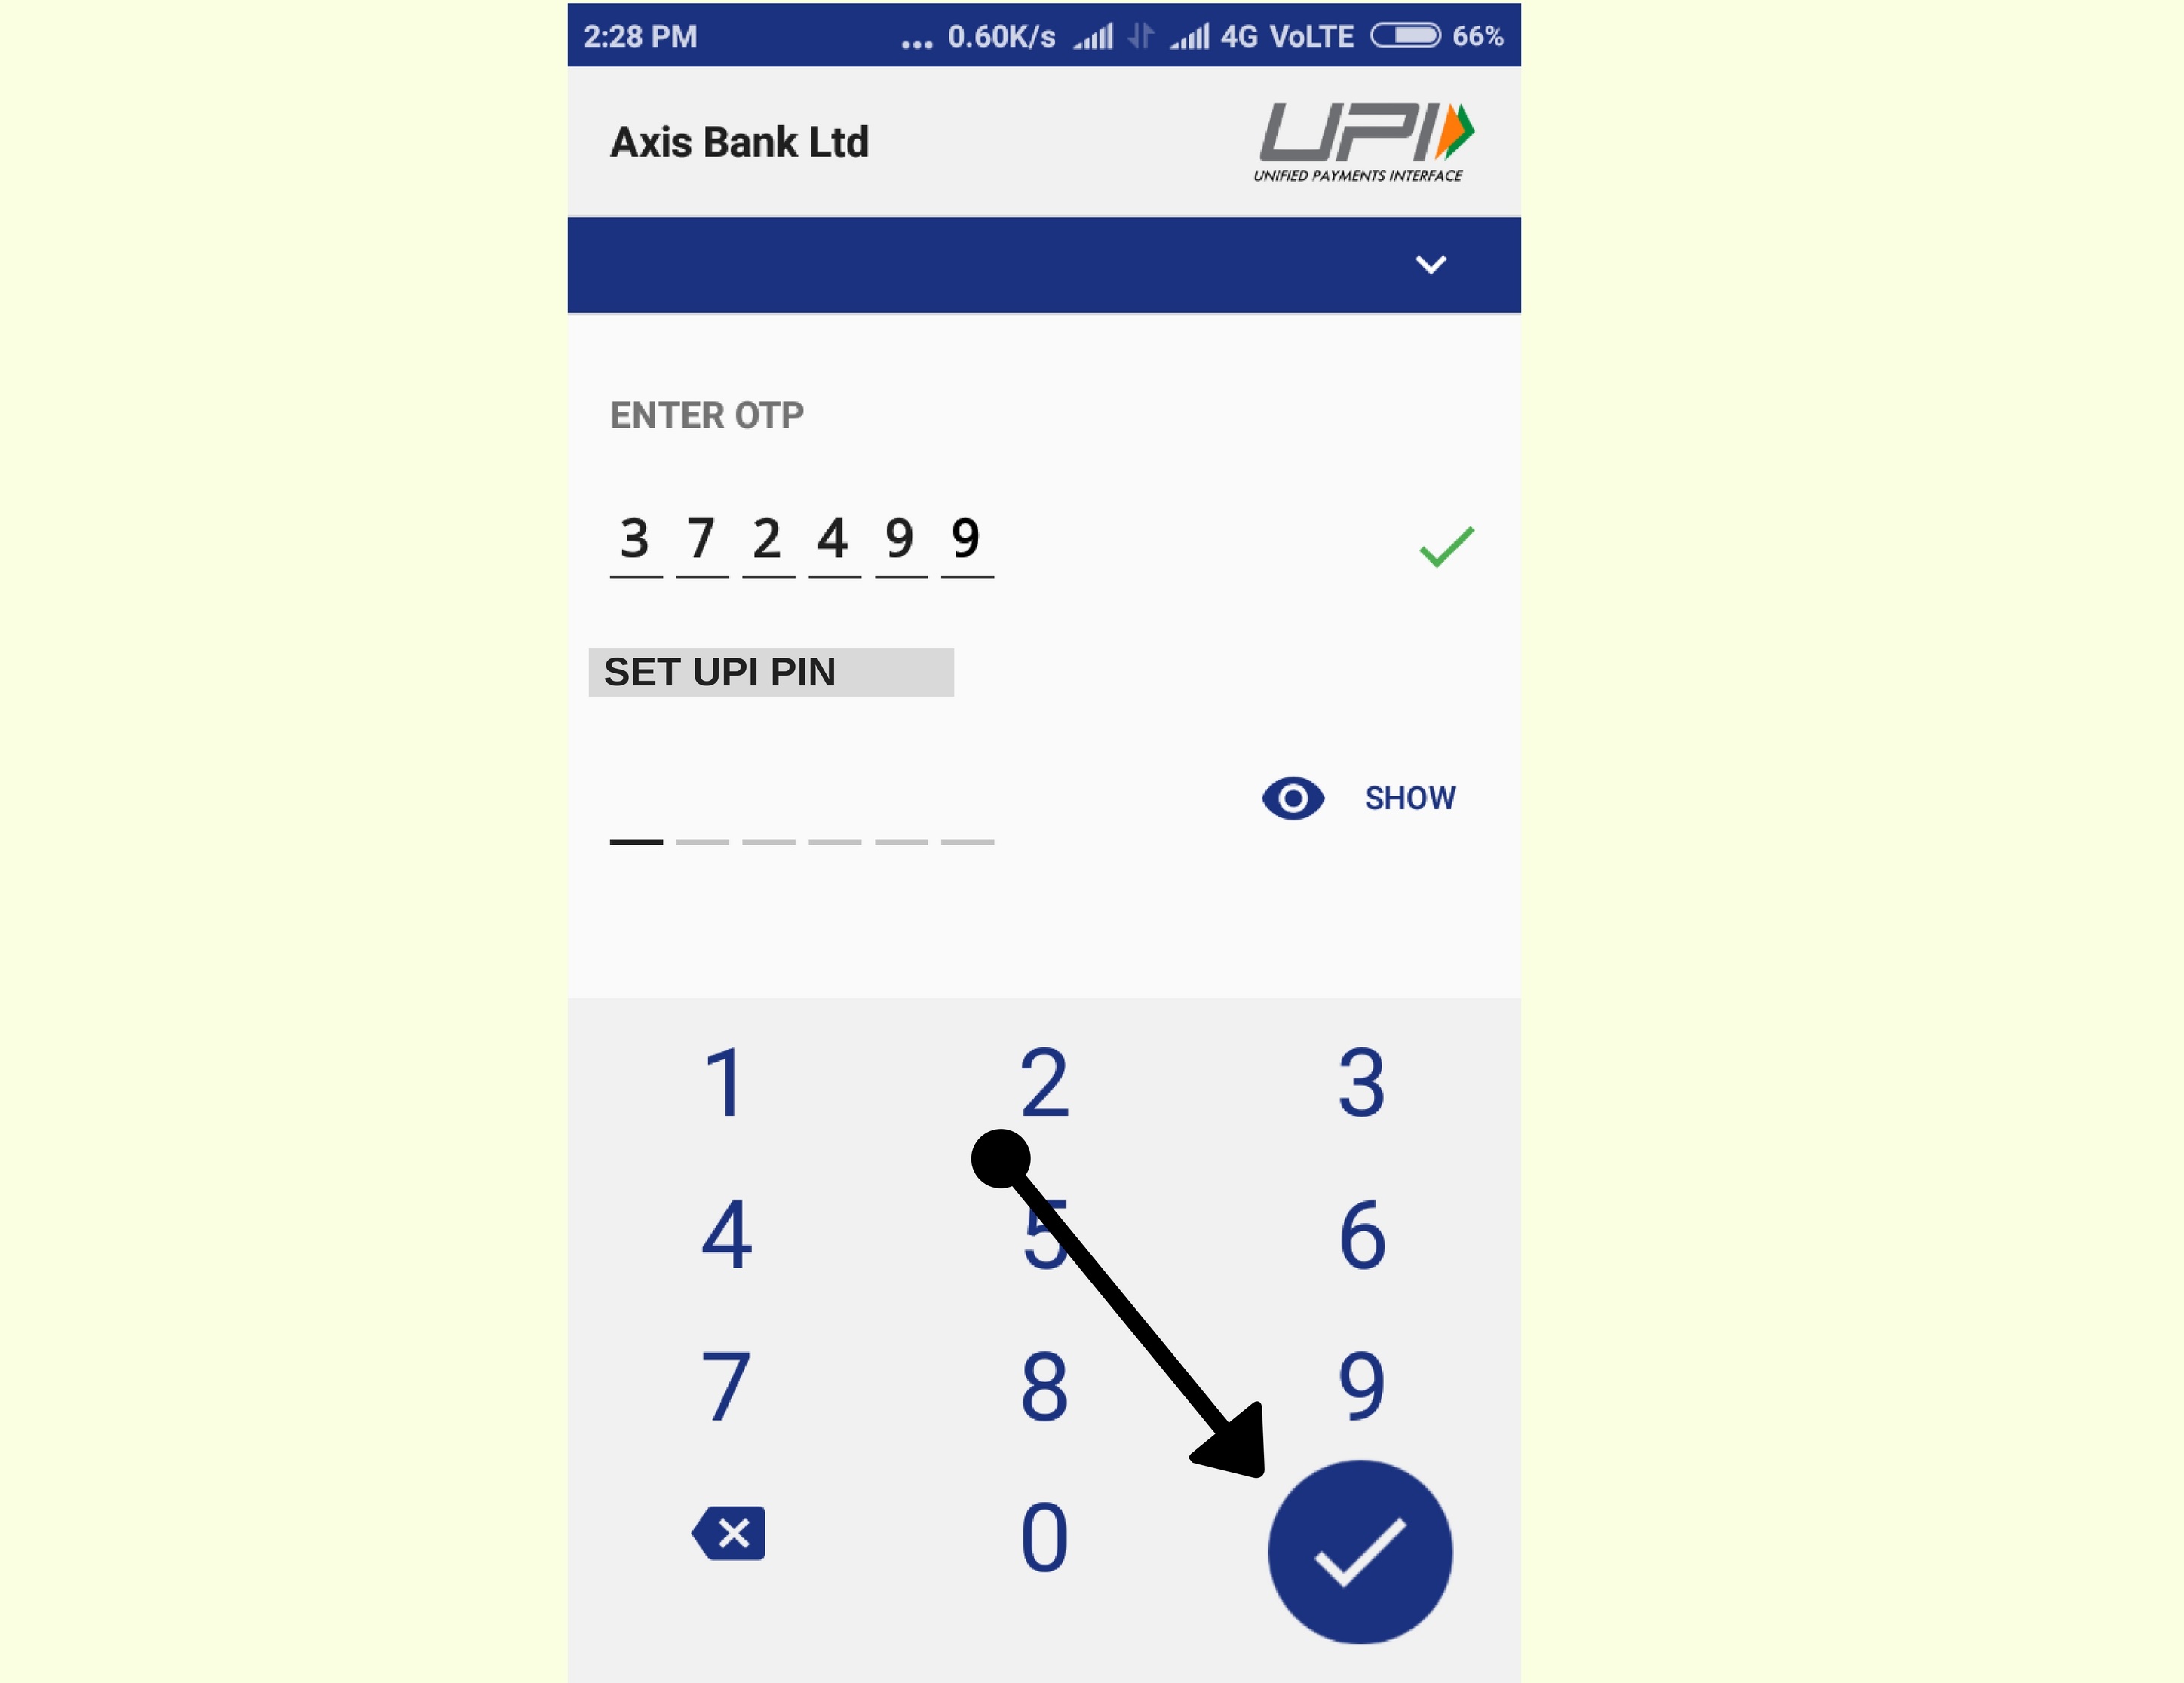 2:28 PM ... 0.60K/s 4G VoLTE 66%
Axis Bank Ltd
UPI
UNIFIED PAYMENTS INTERFACE
ENTER OTP
3 7 2 4 9 9
SET UPI PIN
SHOW
1 2 3
4 5 6
7 8 9
0